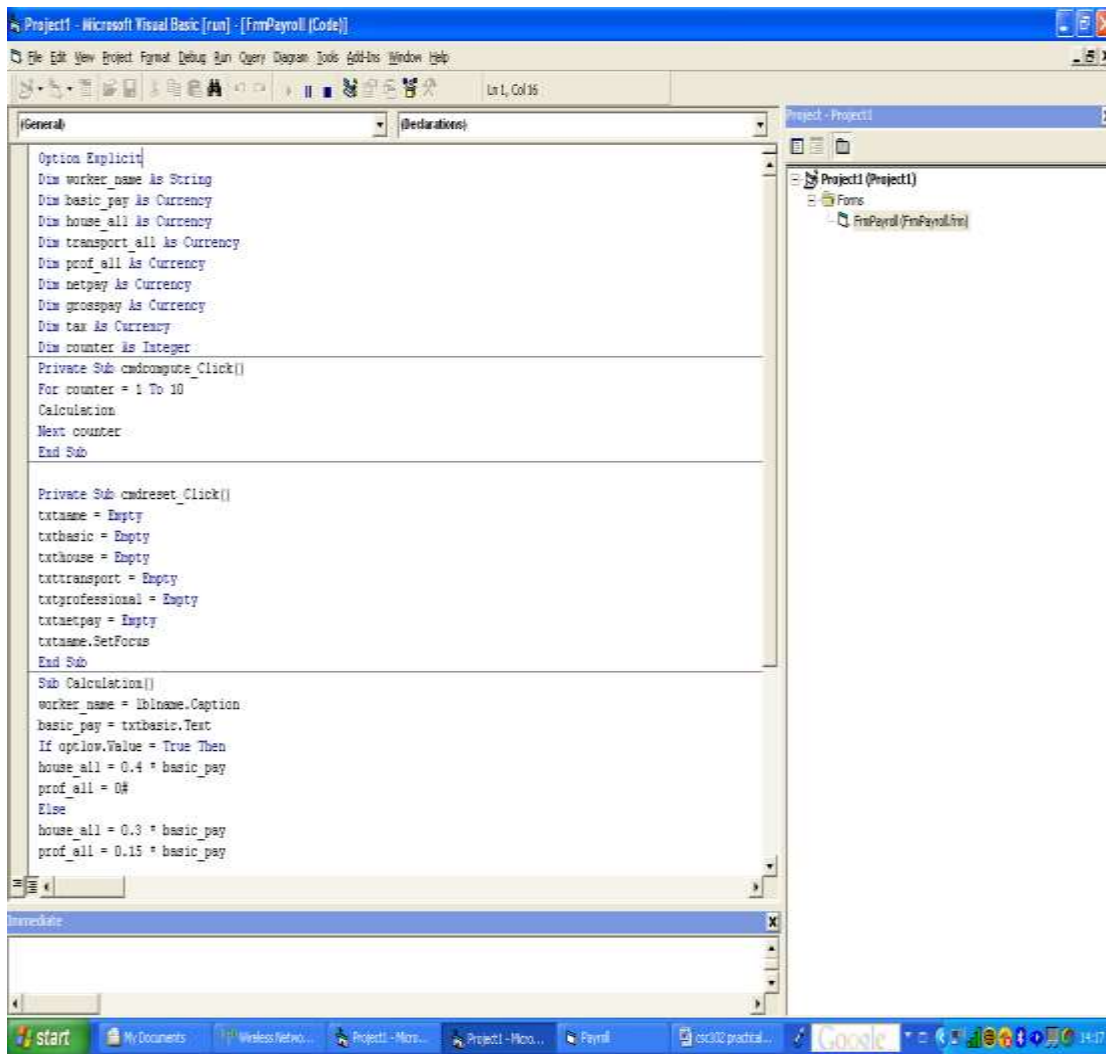 Project1 - Microsoft Visual Basic [run] - [FrmPayroll (Code)]
File Edit View Project Format Debug Run Query Diagram Tools Add-Ins Window Help
Ln 1, Col 16
(General) (Declarations)
Project - Project1
Project1 (Project1)
Forms
FrmPayroll (FrmPayroll.frm)
Option Explicit
Dim worker_name As String
Dim basic_pay As Currency
Dim house_all As Currency
Dim transport_all As Currency
Dim prof_all As Currency
Dim netpay As Currency
Dim grosspay As Currency
Dim tax As Currency
Dim counter As Integer
Private Sub cmdcompute_Click()
For counter = 1 To 10
Calculation
Next counter
End Sub
Private Sub cmdreset_Click()
txtname = Empty
txtbasic = Empty
txthouse = Empty
txttransport = Empty
txtprofessional = Empty
txtnetpay = Empty
txtname.SetFocus
End Sub
Sub Calculation()
worker_name = lblname.Caption
basic_pay = txtbasic.Text
If optlow.Value = True Then
house_all = 0.4 * basic_pay
prof_all = 0#
Else
house_all = 0.3 * basic_pay
prof_all = 0.15 * basic_pay
Immediate
start My Documents Wireless Netwo... Project1 - Micro... Project1 - Micro... Payroll csc302 practical... Google 14:17